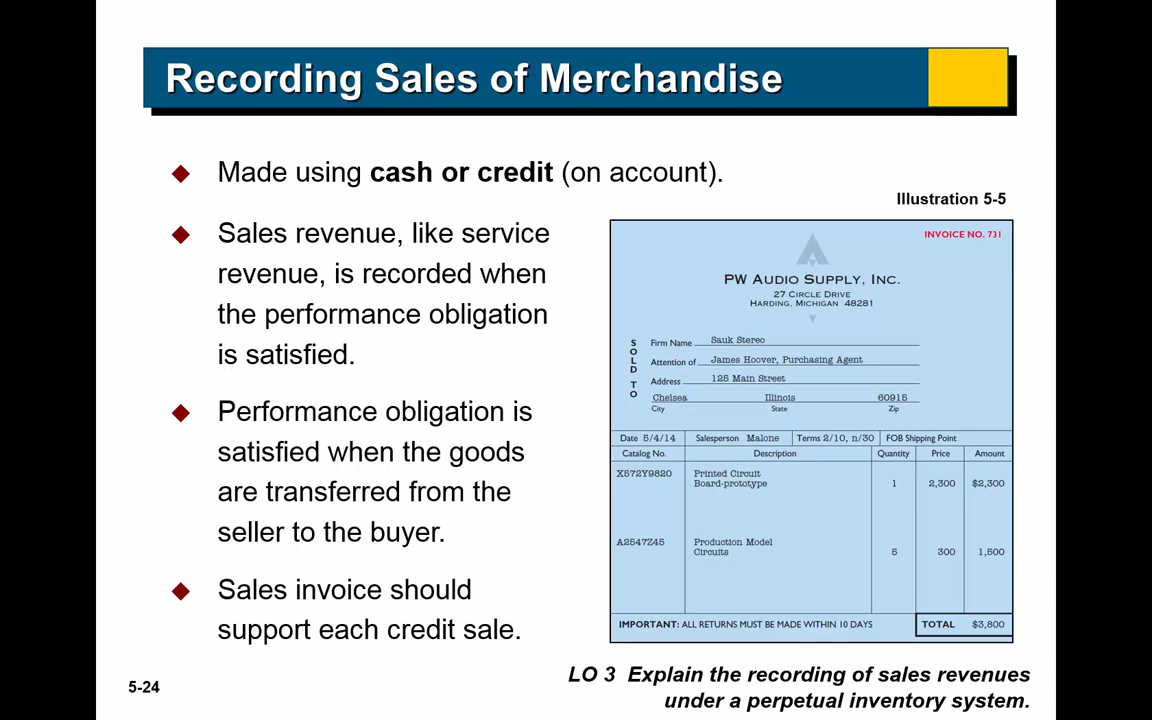 Recording Sales of Merchandise
Made using cash or credit (on account).
Illustration 5-5
Sales revenue, like service
revenue, is recorded when
the performance obligation
is satisfied.
Performance obligation is
satisfied when the goods
are transferred from the
seller to the buyer.
Sales invoice should
support each credit sale.
INVOICE NO. 731
PW AUDIO SUPPLY, INC.
27 CIRCLE DRIVE
HARDING, MICHIGAN 48281
SOLD TO
Firm Name Sauk Stereo
Attention of James Hoover, Purchasing Agent
Address 125 Main Street
Chelsea Illinois 60915
City State Zip
Date 5/4/14 Salesperson Malone Terms 2/10, n/30 FOB Shipping Point
Catalog No. Description Quantity Price Amount
X572Y9820 Printed Circuit
Board-prototype 1 2,300 $2,300
A2547Z45 Production Model
Circuits 5 300 1,500
IMPORTANT: ALL RETURNS MUST BE MADE WITHIN 10 DAYS TOTAL $3,800
5-24
LO 3 Explain the recording of sales revenues
under a perpetual inventory system.